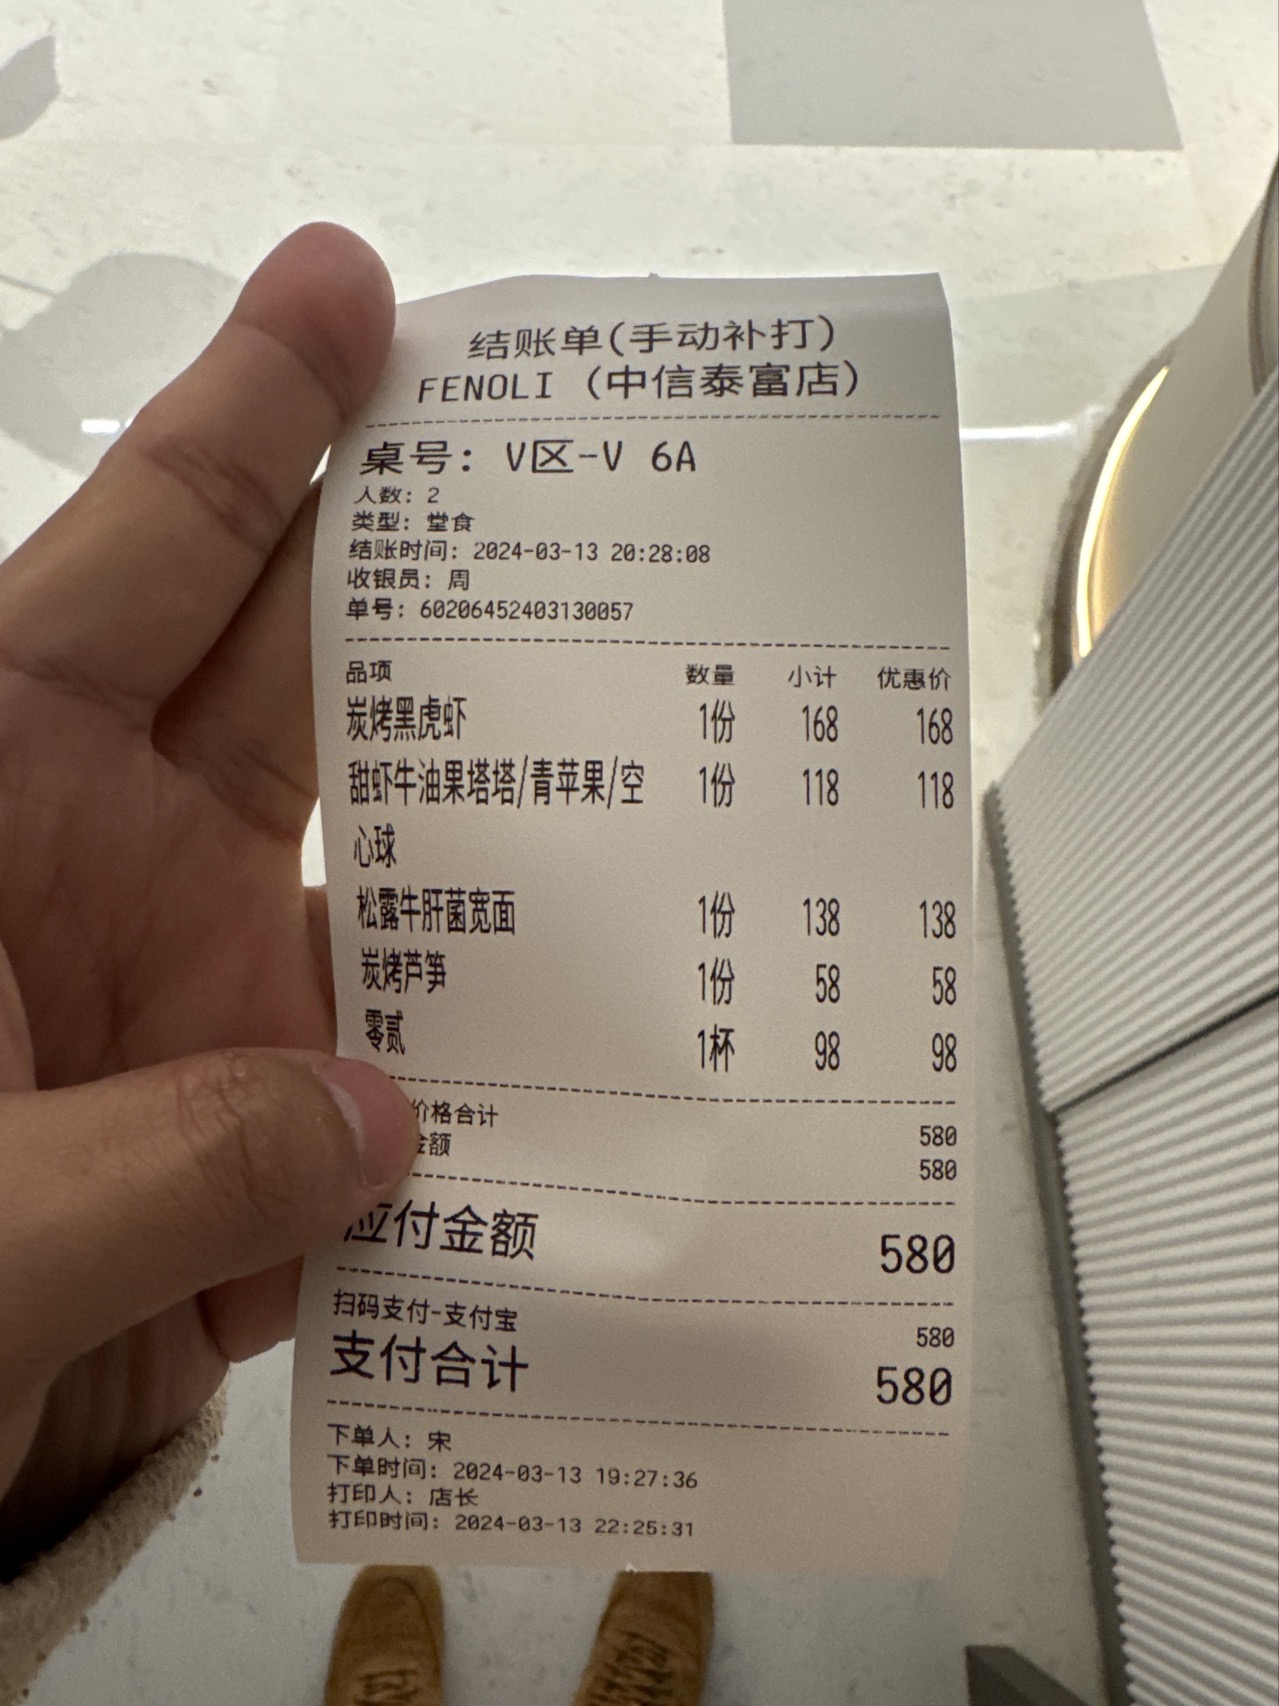 结账单(手动补打)
FENOLI (中信泰富店)
桌号: V区-V 6A
人数: 2
类型: 堂食
结账时间: 2024-03-13 20:28:08
收银员: 周
单号: 60206452403130057
品项 数量 小计 优惠价
炭烤黑虎虾 1份 168 168
甜虾牛油果塔塔/青苹果/空 1份 118 118
心球
松露牛肝菌宽面 1份 138 138
炭烤芦笋 1份 58 58
零贰 1杯 98 98
价格合计 580
金额 580
应付金额 580
扫码支付-支付宝 580
支付合计 580
下单人: 宋
下单时间: 2024-03-13 19:27:36
打印人: 店长
打印时间: 2024-03-13 22:25:31